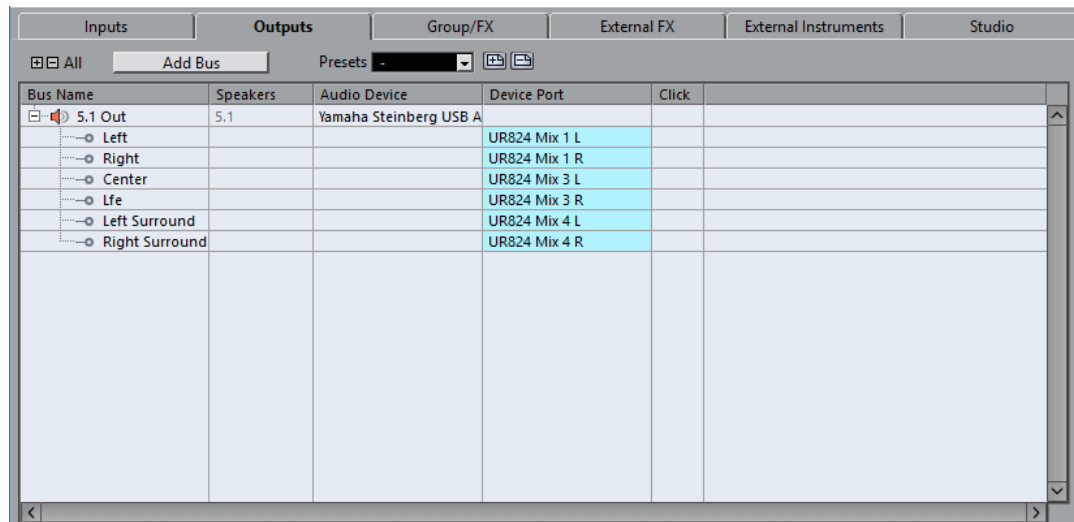 Inputs Outputs Group/FX External FX External Instruments Studio
All Add Bus Presets -
Bus Name Speakers Audio Device Device Port Click
5.1 Out 5.1 Yamaha Steinberg USB A
Left UR824 Mix 1 L
Right UR824 Mix 1 R
Center UR824 Mix 3 L
Lfe UR824 Mix 3 R
Left Surround UR824 Mix 4 L
Right Surround UR824 Mix 4 R